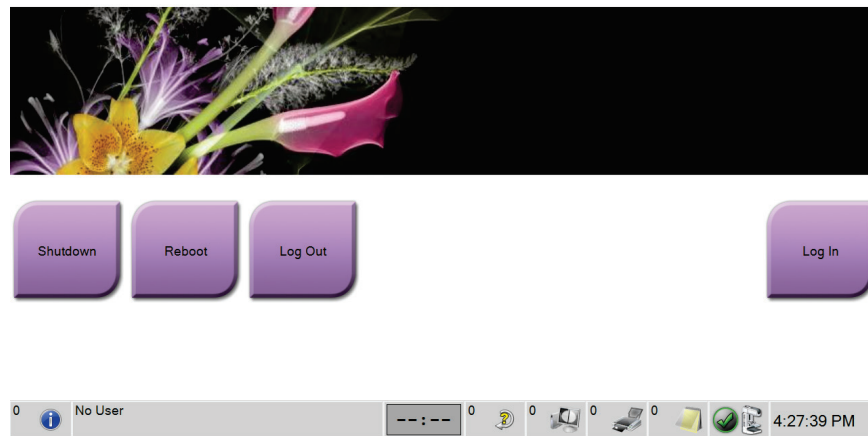 Shutdown
Reboot
Log Out
Log In
0
No User
--:--
0
0
0
0
4:27:39 PM